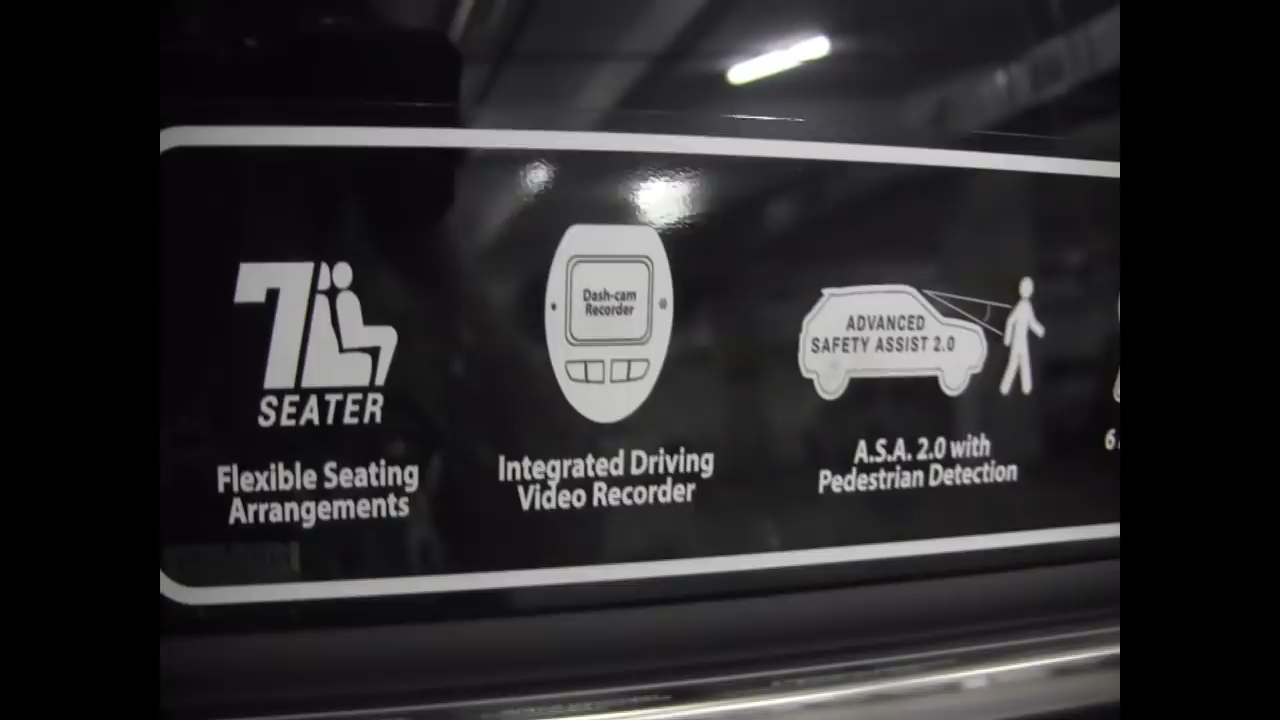 7
SEATER
Flexible Seating
Arrangements
Dash-cam
Recorder
Integrated Driving
Video Recorder
ADVANCED
SAFETY ASSIST 2.0
A.S.A. 2.0 with
Pedestrian Detection
6